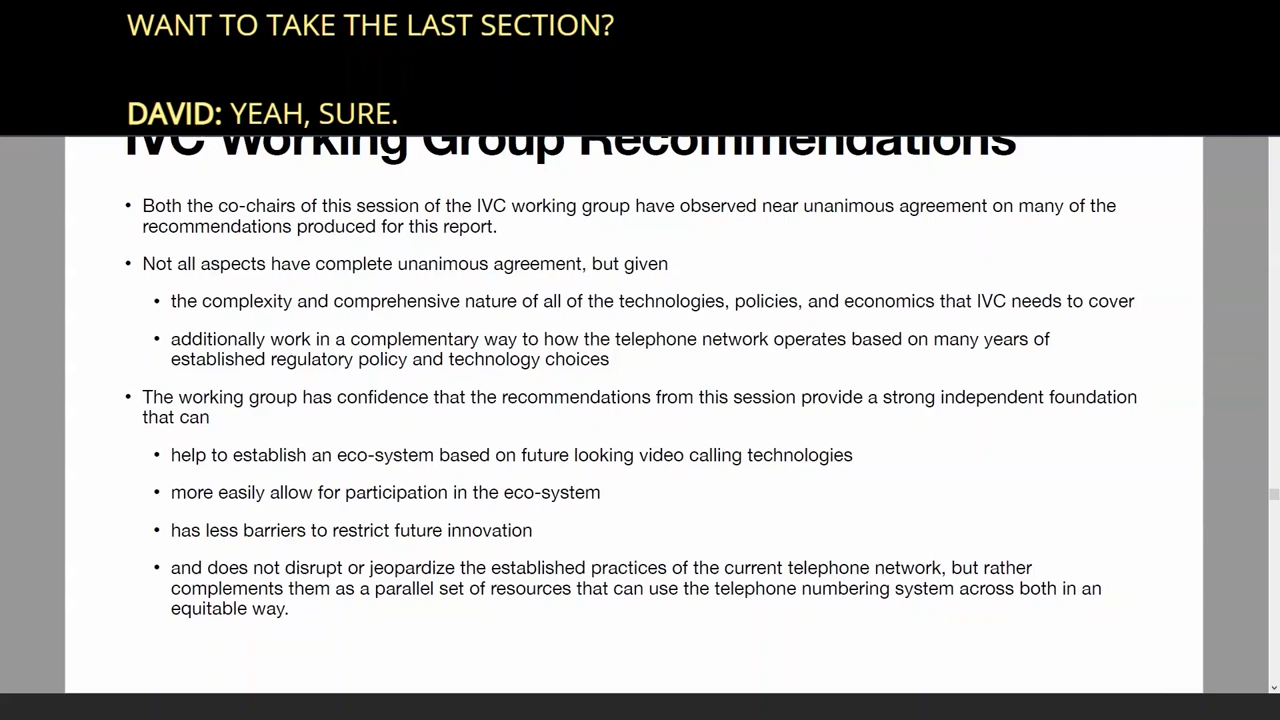 WANT TO TAKE THE LAST SECTION?
DAVID: YEAH, SURE.
IVC Working Group Recommendations
• Both the co-chairs of this session of the IVC working group have observed near unanimous agreement on many of the
recommendations produced for this report.
• Not all aspects have complete unanimous agreement, but given
• the complexity and comprehensive nature of all of the technologies, policies, and economics that IVC needs to cover
• additionally work in a complementary way to how the telephone network operates based on many years of
established regulatory policy and technology choices
• The working group has confidence that the recommendations from this session provide a strong independent foundation
that can
• help to establish an eco-system based on future looking video calling technologies
• more easily allow for participation in the eco-system
• has less barriers to restrict future innovation
• and does not disrupt or jeopardize the established practices of the current telephone network, but rather
complements them as a parallel set of resources that can use the telephone numbering system across both in an
equitable way.